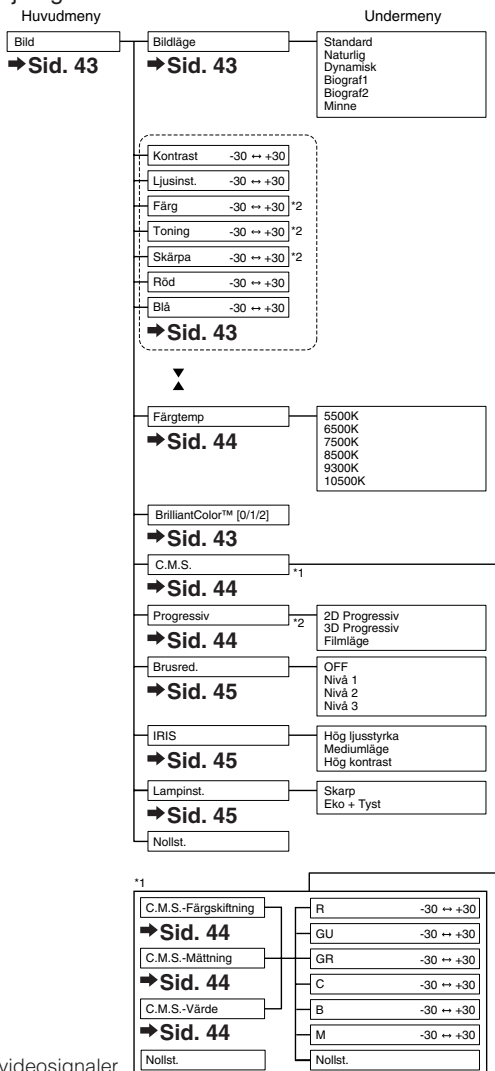 Huvudmeny
Undermeny
Bild
➡Sid. 43
Bildläge
➡Sid. 43
Standard
Naturlig
Dynamisk
Biograf1
Biograf2
Minne
Kontrast -30 ↔ +30
Ljusinst. -30 ↔ +30
Färg -30 ↔ +30 *2
Toning -30 ↔ +30 *2
Skärpa -30 ↔ +30 *2
Röd -30 ↔ +30
Blå -30 ↔ +30
➡Sid. 43
Färgtemp
➡Sid. 44
5500K
6500K
7500K
8500K
9300K
10500K
BrilliantColor™ [0/1/2]
➡Sid. 43
C.M.S. *1
➡Sid. 44
Progressiv *2
➡Sid. 44
2D Progressiv
3D Progressiv
Filmläge
Brusred.
➡Sid. 45
OFF
Nivå 1
Nivå 2
Nivå 3
IRIS
➡Sid. 45
Hög ljusstyrka
Mediumläge
Hög kontrast
Lampinst.
➡Sid. 45
Skarp
Eko + Tyst
Nollst.
*1
C.M.S.-Färgskiftning
➡Sid. 44
C.M.S.-Mättning
➡Sid. 44
C.M.S.-Värde
➡Sid. 44
Nollst.
R -30 ↔ +30
GU -30 ↔ +30
GR -30 ↔ +30
C -30 ↔ +30
B -30 ↔ +30
M -30 ↔ +30
Nollst.
videosignaler